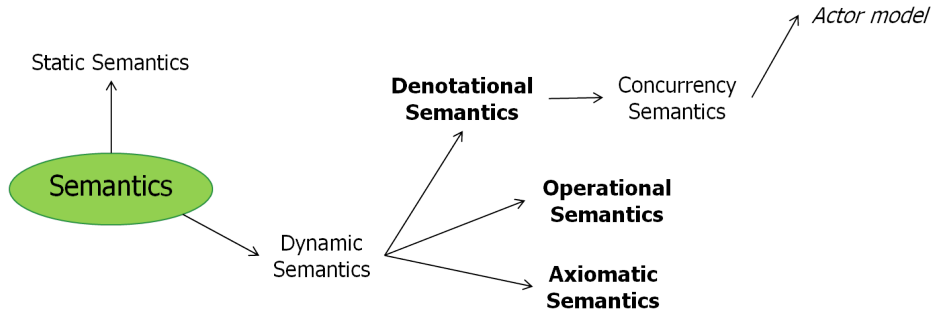 Actor model
Static Semantics
Denotational
Semantics
Concurrency
Semantics
Semantics
Operational
Semantics
Dynamic
Semantics
Axiomatic
Semantics